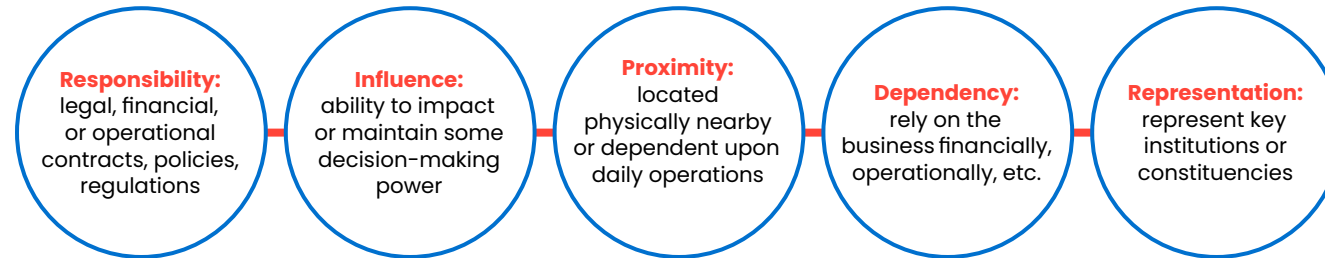 Responsibility:
legal, financial,
or operational
contracts, policies,
regulations
Influence:
ability to impact
or maintain some
decision-making
power
Proximity:
located
physically nearby
or dependent upon
daily operations
Dependency:
rely on the
business financially,
operationally, etc.
Representation:
represent key
institutions or
constituencies